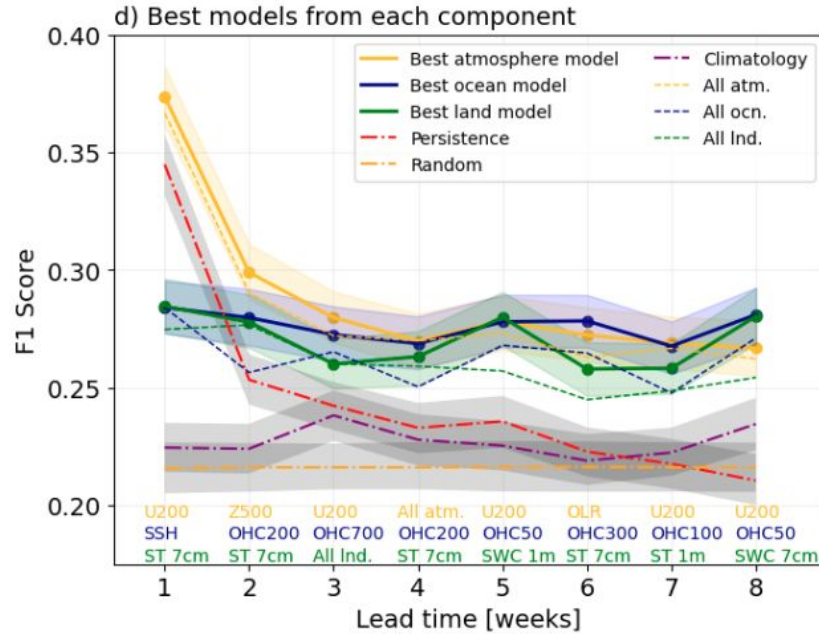 d) Best models from each component
0.40
0.35
0.30
0.25
0.20
F1 Score
Best atmosphere model
Best ocean model
Best land model
Persistence
Random
Climatology
All atm.
All ocn.
All lnd.
U200 Z500 U200 All atm. U200 OLR U200 U200
SSH OHC200 OHC700 OHC200 OHC50 OHC300 OHC100 OHC50
ST 7cm ST 7cm All lnd. ST 7cm SWC 1m ST 7cm ST 1m SWC 7cm
1 2 3 4 5 6 7 8
Lead time [weeks]